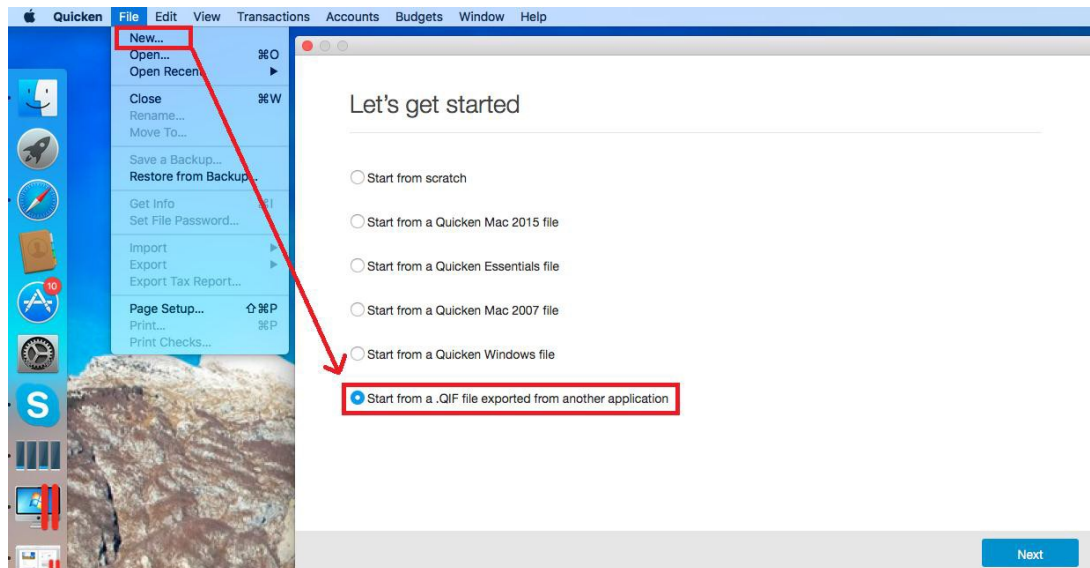 Quicken File Edit View Transactions Accounts Budgets Window Help
New...
Open... ⌘O
Open Recent ▶
Close ⌘W
Rename...
Move To...
Save a Backup...
Restore from Backup...
Get Info ⌘I
Set File Password...
Import ▶
Export ▶
Export Tax Report...
Page Setup... ⇧⌘P
Print... ⌘P
Print Checks...
10
S
Let's get started
Start from scratch
Start from a Quicken Mac 2015 file
Start from a Quicken Essentials file
Start from a Quicken Mac 2007 file
Start from a Quicken Windows file
Start from a .QIF file exported from another application
Next